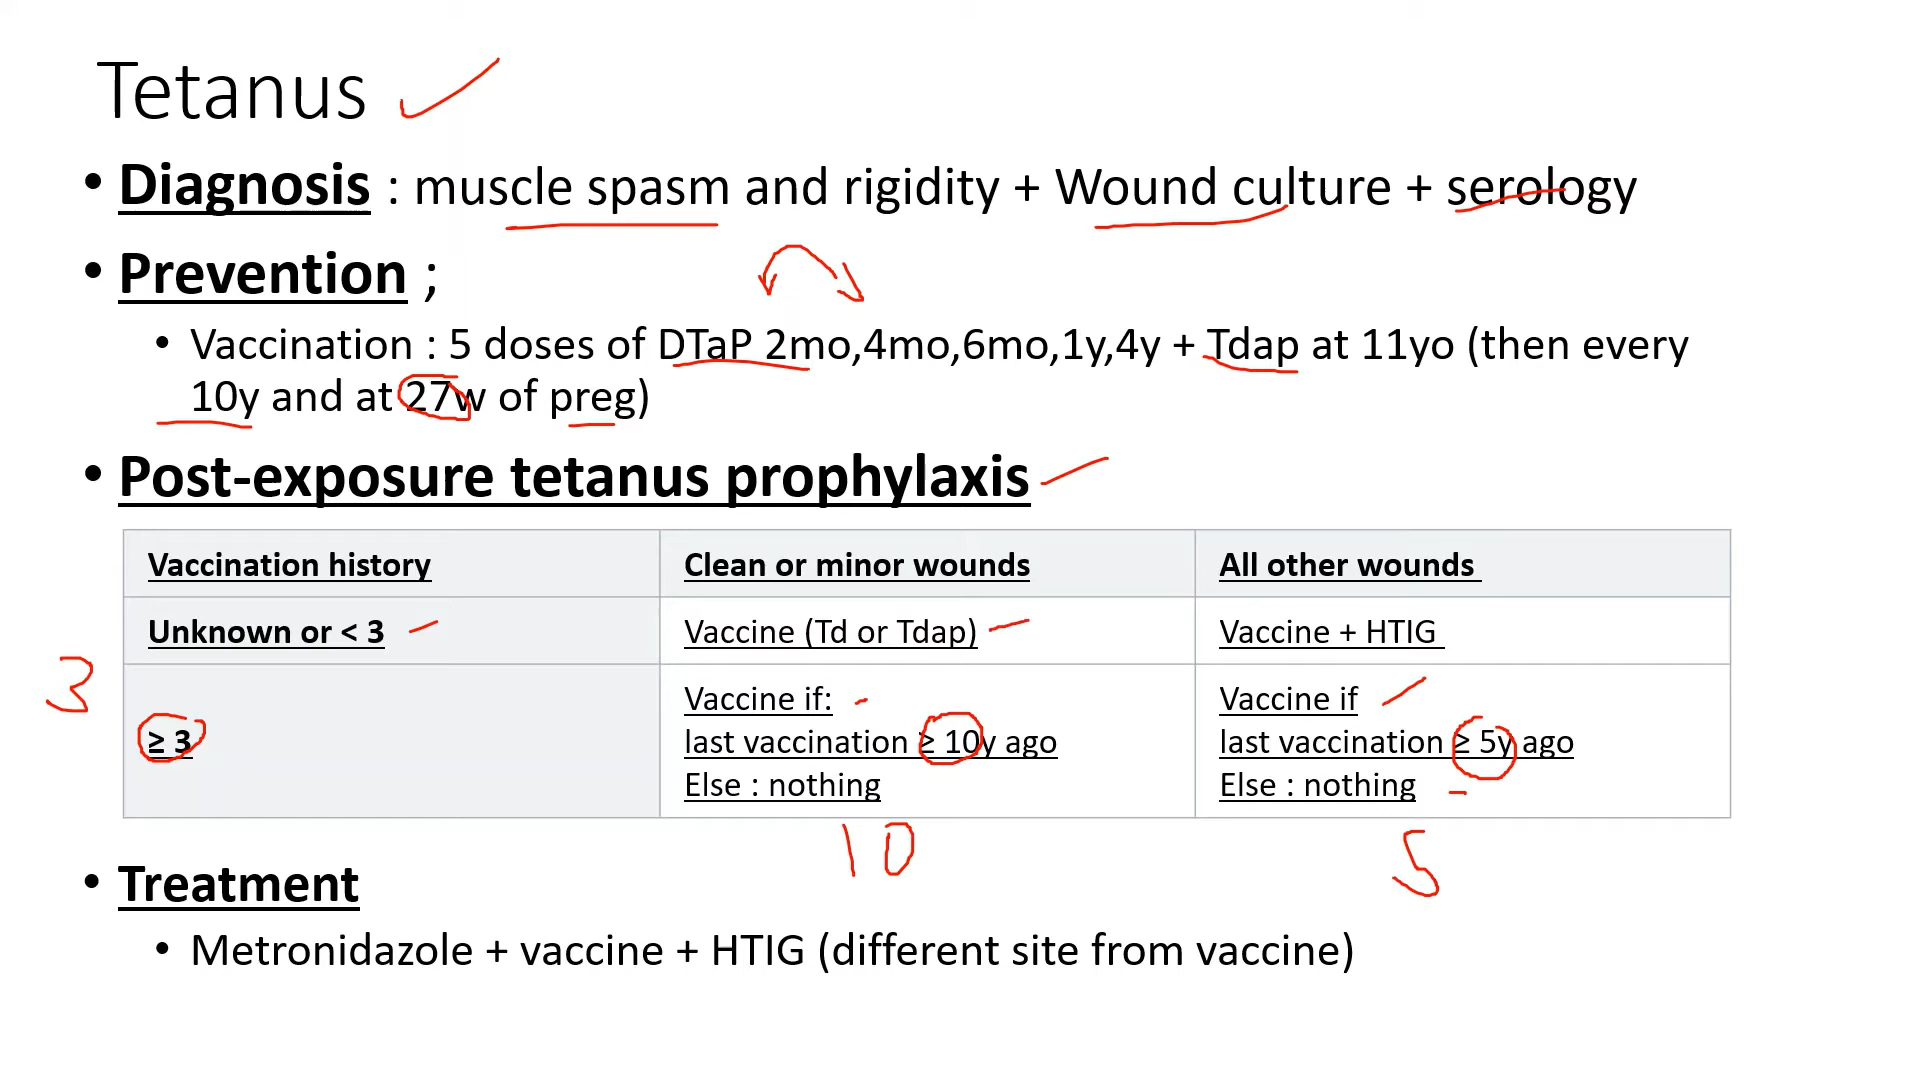 Tetanus
• Diagnosis : muscle spasm and rigidity + Wound culture + serology
• Prevention ;
• Vaccination : 5 doses of DTaP 2mo,4mo,6mo,1y,4y + Tdap at 11yo (then every
10y and at 27w of preg)
• Post-exposure tetanus prophylaxis
Vaccination history Clean or minor wounds All other wounds
Unknown or < 3 Vaccine (Td or Tdap) Vaccine + HTIG
3
≥ 3
Vaccine if:
last vaccination ≥ 10y ago
Else : nothing
Vaccine if
last vaccination ≥ 5y ago
Else : nothing
10 5
• Treatment
• Metronidazole + vaccine + HTIG (different site from vaccine)